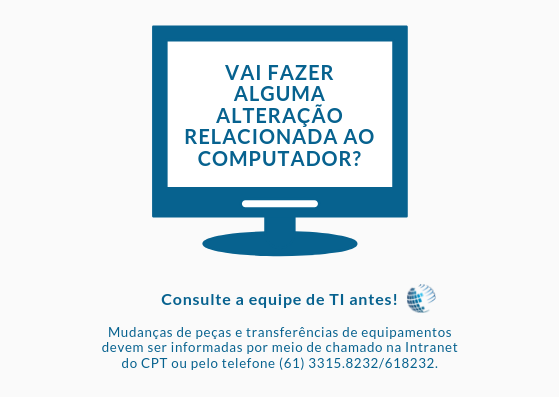 VAI FAZER
ALGUMA
ALTERAÇÃO
RELACIONADA AO
COMPUTADOR?
Consulte a equipe de TI antes!
Mudanças de peças e transferências de equipamentos
devem ser informadas por meio de chamado na Intranet
do CPT ou pelo telefone (61) 3315.8232/618232.